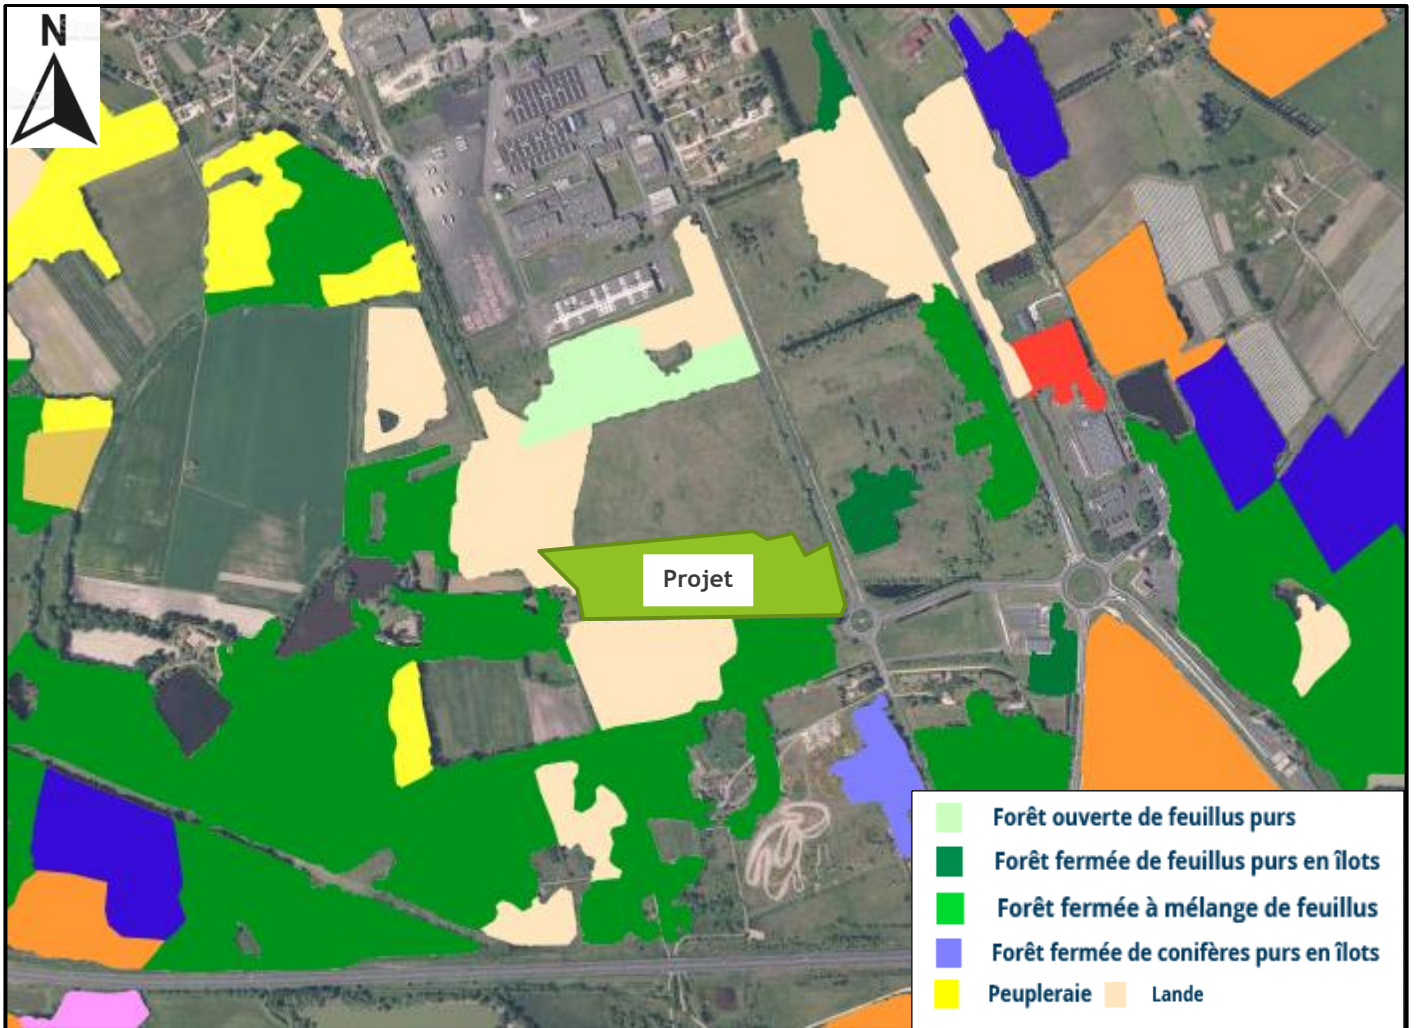 N
Projet
Forêt ouverte de feuillus purs
Forêt fermée de feuillus purs en îlots
Forêt fermée à mélange de feuillus
Forêt fermée de conifères purs en îlots
Peupleraie Lande